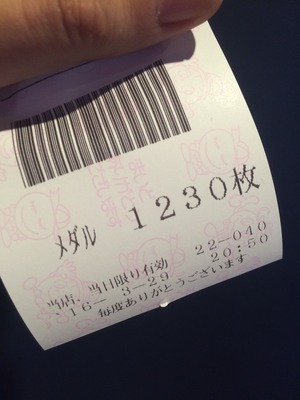 ﾒﾀﾞﾙ 1230枚
当店、当日限り有効 22-040
'16- 3-29 20:50
毎度ありがとうございます